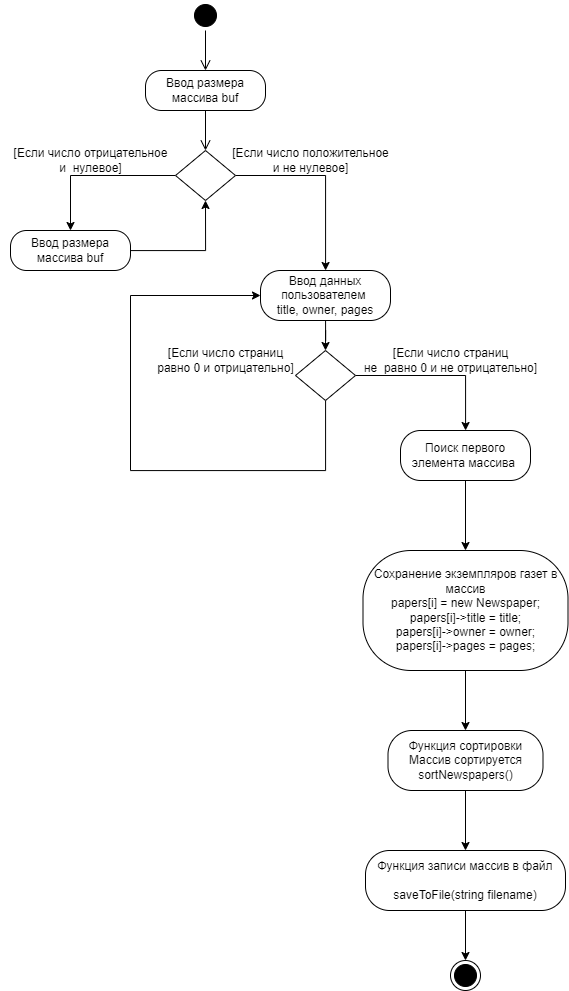 Ввод размера
массива buf
[Если число отрицательное
и  нулевое]
[Если число положительное
и не нулевое]
Ввод размера
массива buf
Ввод данных
пользователем
title, owner, pages
[Если число страниц
равно 0 и отрицательно]
[Если число страниц
не  равно 0 и не отрицательно]
Поиск первого
элемента массива
Сохранение экземпляров газет в
массив
papers[i] = new Newspaper;
papers[i]->title = title;
papers[i]->owner = owner;
papers[i]->pages = pages;
Функция сортировки
Массив сортируется
sortNewspapers()
Функция записи массив в файл
saveToFile(string filename)